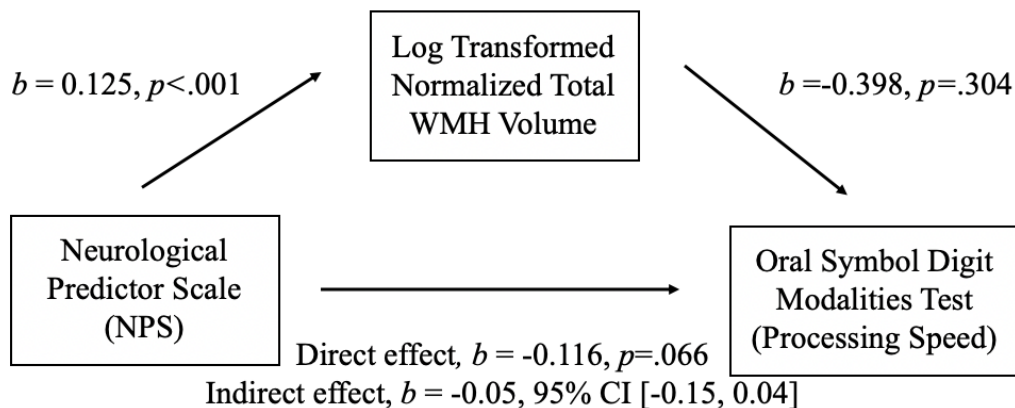 Log Transformed
Normalized Total
WMH Volume
b = 0.125, p<.001
b =-0.398, p=.304
Neurological
Predictor Scale
(NPS)
Oral Symbol Digit
Modalities Test
(Processing Speed)
Direct effect, b = -0.116, p=.066
Indirect effect, b = -0.05, 95% CI [-0.15, 0.04]